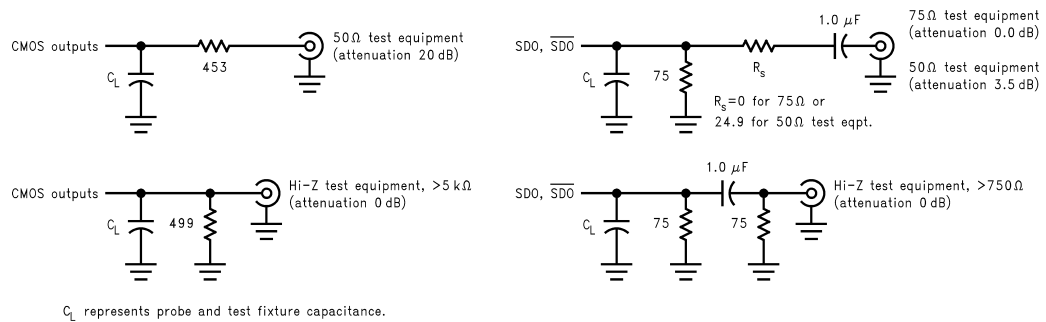 CMOS outputs
C_L
453
50Ω test equipment
(attenuation 20 dB)
SDO, S̅D̅O̅
C_L
75
R_s
1.0 μF
75Ω test equipment
(attenuation 0.0 dB)
50Ω test equipment
(attenuation 3.5 dB)
R_s=0 for 75Ω or
24.9 for 50Ω test eqpt.
CMOS outputs
C_L
499
Hi-Z test equipment, >5 kΩ
(attenuation 0 dB)
SDO, S̅D̅O̅
C_L
75
1.0 μF
75
Hi-Z test equipment, >750Ω
(attenuation 0 dB)
C_L represents probe and test fixture capacitance.